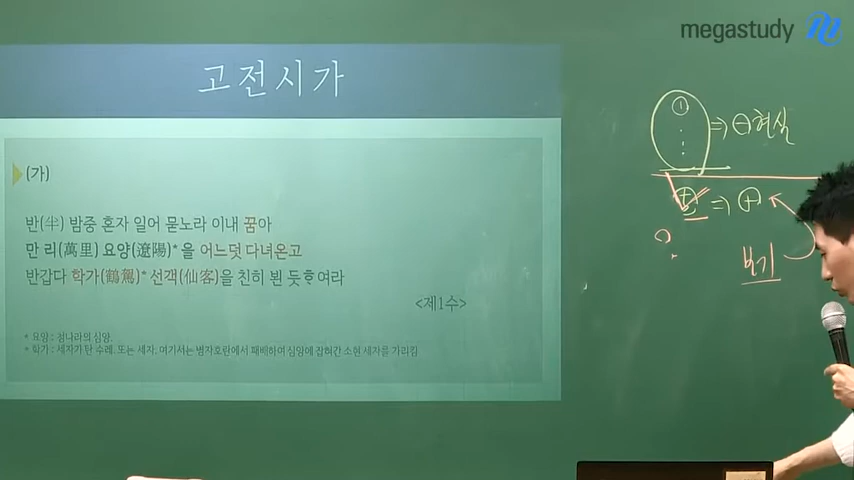 megastudy
고전시가
(가)
반(半) 밤중 혼자 일어 묻노라 이내 꿈아
만 리(萬里) 요양(遼陽)*을 어느덧 다녀온고
반갑다 학가(鶴駕)* 선객(仙客)을 친히 뵌 듯ᄒᆞ여라
<제1수>
* 요양 : 청나라의 심양.
* 학가 : 세자가 탄 수레. 또는 세자. 여기서는 병자호란에서 패배하여 심양에 잡혀간 소현 세자를 가리킴
① ⇒ ⊖현실
⊕ ⇒ ⊕
보기
megastudy